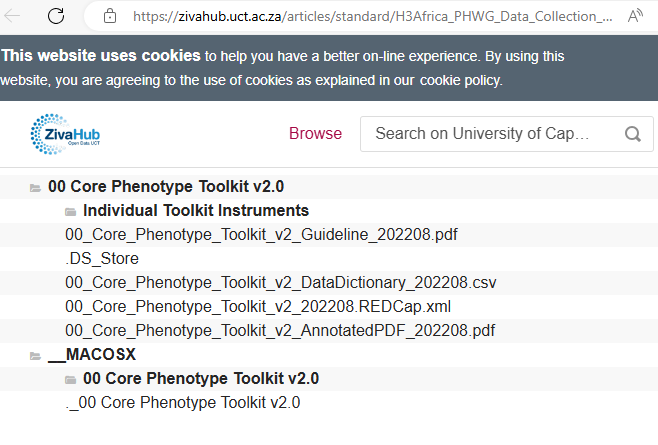 https://zivahub.uct.ac.za/articles/standard/H3Africa_PHWG_Data_Collection_...
This website uses cookies to help you have a better on-line experience. By using this
website, you are agreeing to the use of cookies as explained in our cookie policy.
ZivaHub
Open Data UCT
Browse
Search on University of Cap...
00 Core Phenotype Toolkit v2.0
Individual Toolkit Instruments
00_Core_Phenotype_Toolkit_v2_Guideline_202208.pdf
.DS_Store
00_Core_Phenotype_Toolkit_v2_DataDictionary_202208.csv
00_Core_Phenotype_Toolkit_v2_202208.REDCap.xml
00_Core_Phenotype_Toolkit_v2_AnnotatedPDF_202208.pdf
__MACOSX
00 Core Phenotype Toolkit v2.0
._00 Core Phenotype Toolkit v2.0